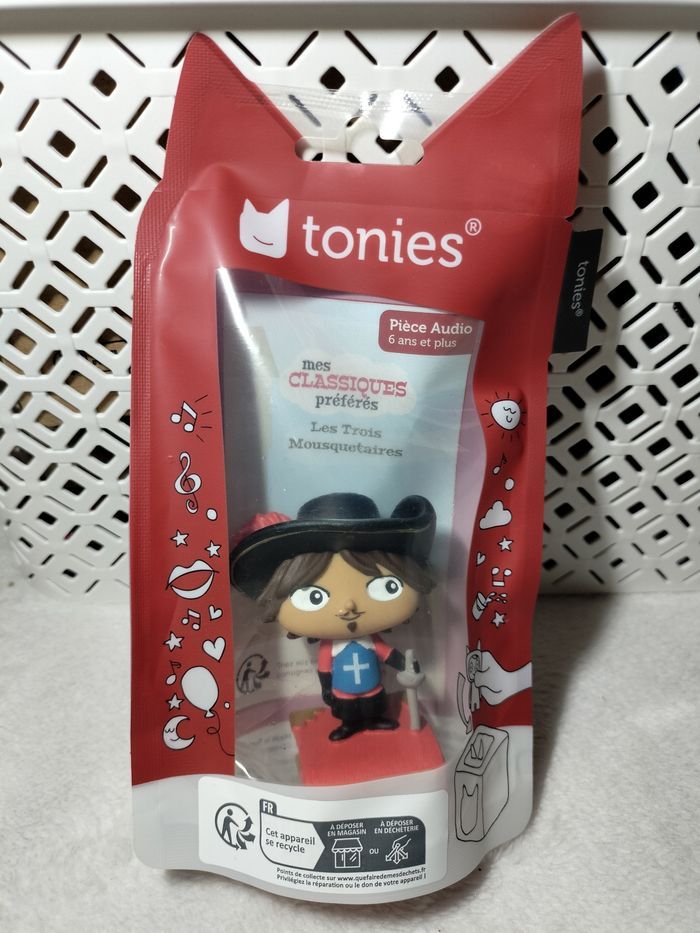 tonies®
tonies®
Pièce Audio
6 ans et plus
mes
CLASSIQUES
préférés
Les Trois
Mousquetaires
FR
Cet appareil
se recycle
À DÉPOSER
EN MAGASIN
OU
À DÉPOSER
EN DÉCHÈTERIE
Points de collecte sur www.quefairedemesdechets.fr
Privilégiez la réparation ou le don de votre appareil !